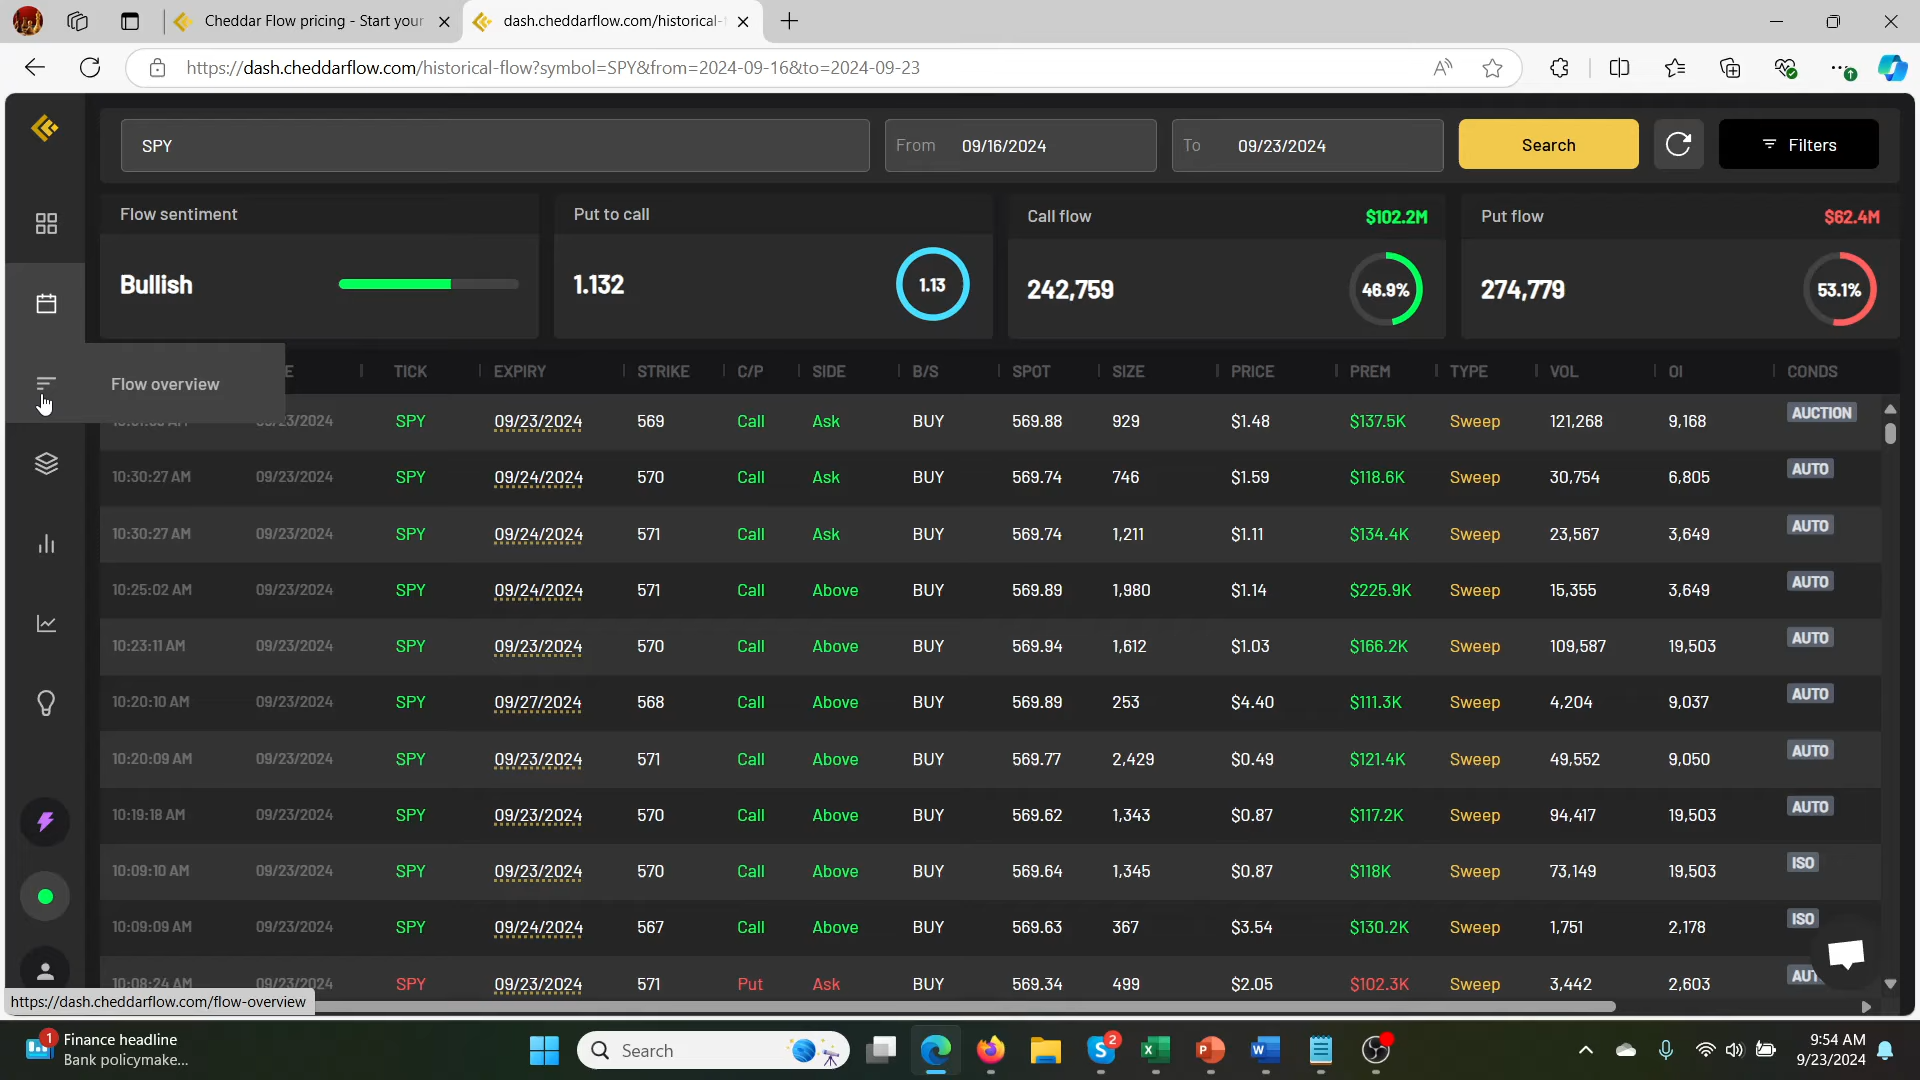 Cheddar Flow pricing - Start your
dash.cheddarflow.com/historical-
https://dash.cheddarflow.com/historical-flow?symbol=SPY&from=2024-09-16&to=2024-09-23
SPY From 09/16/2024 To 09/23/2024 Search Filters
Flow sentiment Put to call Call flow $102.2M Put flow $62.4M
Bullish 1.132 1.13 242,759 46.9% 274,779 53.1%
Flow overview
E TICK EXPIRY STRIKE C/P SIDE B/S SPOT SIZE PRICE PREM TYPE VOL OI CONDS
SPY 09/23/2024 569 Call Ask BUY 569.88 929 $1.48 $137.5K Sweep 121,268 9,168 AUCTION
10:30:27 AM 09/23/2024 SPY 09/24/2024 570 Call Ask BUY 569.74 746 $1.59 $118.6K Sweep 30,754 6,805 AUTO
10:30:27 AM 09/23/2024 SPY 09/24/2024 571 Call Ask BUY 569.74 1,211 $1.11 $134.4K Sweep 23,567 3,649 AUTO
10:25:02 AM 09/23/2024 SPY 09/24/2024 571 Call Above BUY 569.89 1,980 $1.14 $225.9K Sweep 15,355 3,649 AUTO
10:23:11 AM 09/23/2024 SPY 09/23/2024 570 Call Above BUY 569.94 1,612 $1.03 $166.2K Sweep 109,587 19,503 AUTO
10:20:10 AM 09/23/2024 SPY 09/27/2024 568 Call Above BUY 569.89 253 $4.40 $111.3K Sweep 4,204 9,037 AUTO
10:20:09 AM 09/23/2024 SPY 09/23/2024 571 Call Above BUY 569.77 2,429 $0.49 $121.4K Sweep 49,552 9,050 AUTO
10:19:18 AM 09/23/2024 SPY 09/23/2024 570 Call Above BUY 569.62 1,343 $0.87 $117.2K Sweep 94,417 19,503 AUTO
10:09:10 AM 09/23/2024 SPY 09/23/2024 570 Call Above BUY 569.64 1,345 $0.87 $118K Sweep 73,149 19,503 ISO
10:09:09 AM 09/23/2024 SPY 09/24/2024 567 Call Above BUY 569.63 367 $3.54 $130.2K Sweep 1,751 2,178 ISO
10:08:24 AM 09/23/2024 SPY 09/23/2024 571 Put Ask BUY 569.34 499 $2.05 $102.3K Sweep 3,442 2,603 AUT
https://dash.cheddarflow.com/flow-overview
1 Finance headline
Bank policymake...
Search
2
9:54 AM
9/23/2024